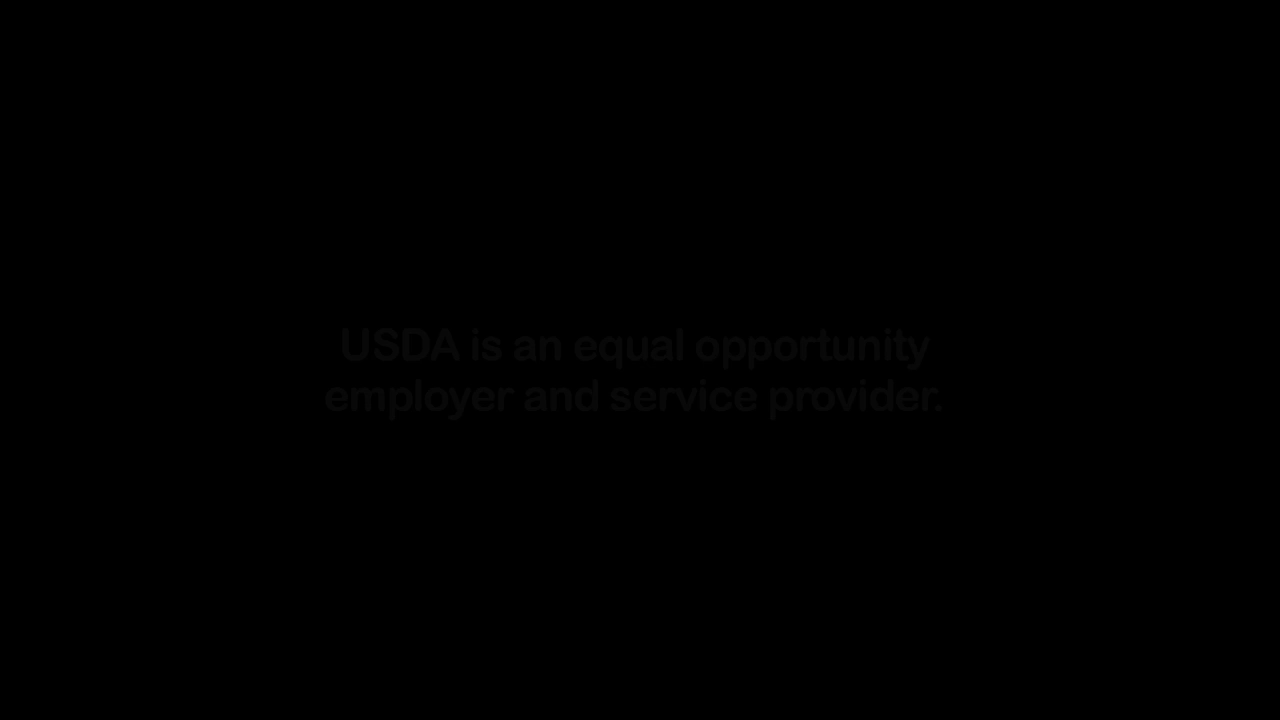 USDA is an equal opportunity
employer and service provider.